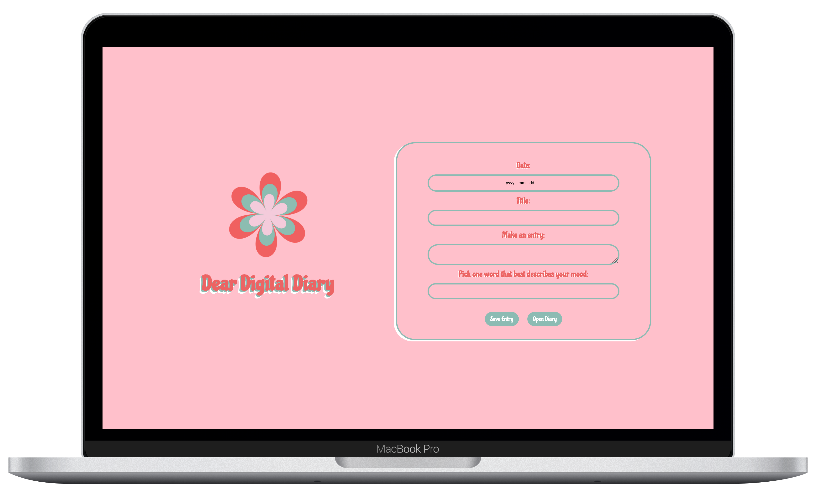 Dear Digital Diary
Date:
Title:
Make an entry:
Pick one word that best describes your mood:
Save Entry
Open Diary
MacBook Pro